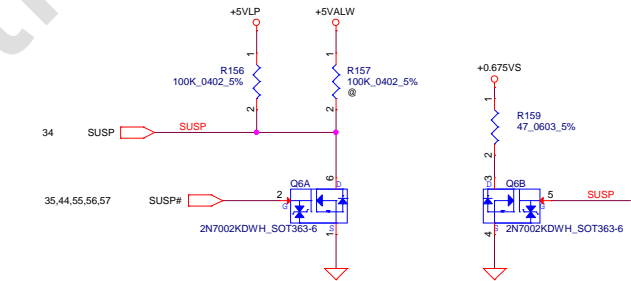 +5VLP
+5VALW
1
1
R156
100K_0402_5%
R157
100K_0402_5%
@
2
2
+0.675VS
1
R159
47_0603_5%
2
34
SUSP
SUSP
6
D
Q6A
3
D
Q6B
35,44,55,56,57
SUSP#
2
G
5
G
SUSP
S
1
2N7002KDWH_SOT363-6
4
S
2N7002KDWH_SOT363-6